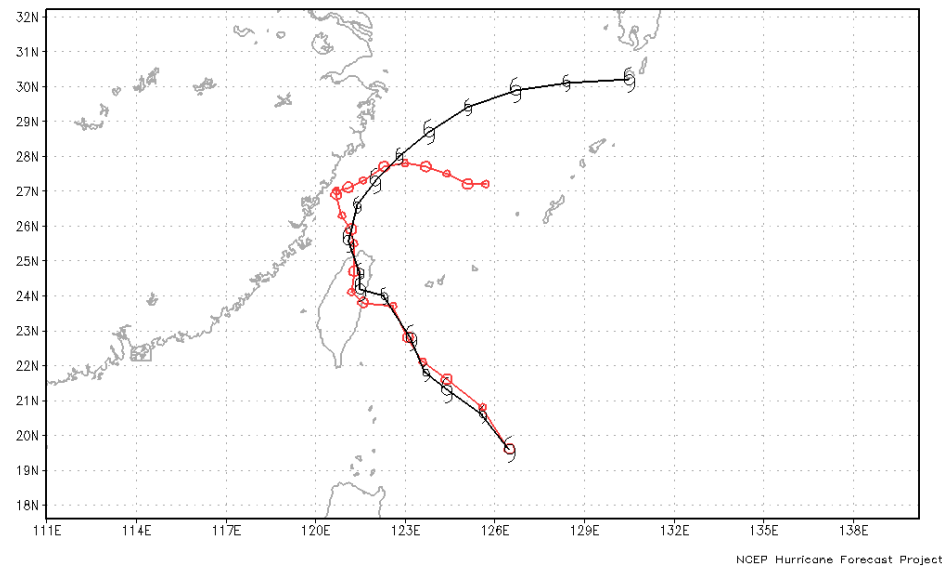 32N
31N
30N
29N
28N
27N
26N
25N
24N
23N
22N
21N
20N
19N
18N
111E 114E 117E 120E 123E 126E 129E 132E 135E 138E
NCEP Hurricane Forecast Project